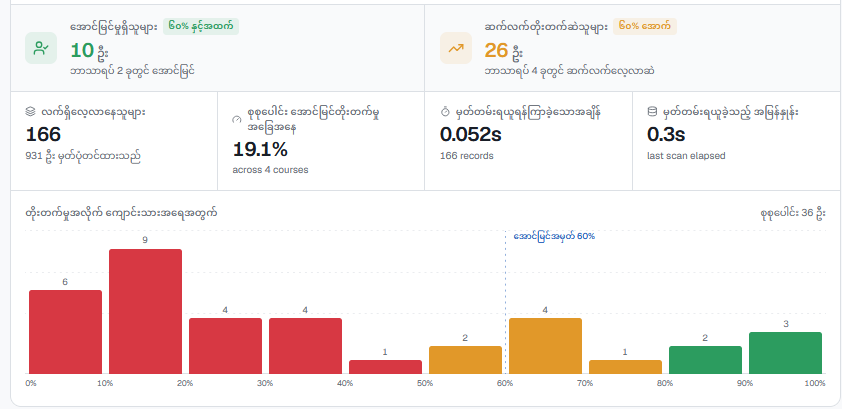 အောင်မြင်မှုရှိသူများ ၆၀% နှင့်အထက်
10 ဦး
ဘာသာရပ် 2 ခုတွင် အောင်မြင်
ဆက်လက်တိုးတက်ဆဲသူများ ၆၀% အောက်
26 ဦး
ဘာသာရပ် 4 ခုတွင် ဆက်လက်လေ့လာဆဲ
လက်ရှိလေ့လာနေသူများ
166
931 ဦး မှတ်ပုံတင်ထားသည်
စုစုပေါင်း အောင်မြင်တိုးတက်မှု
အခြေအနေ
19.1%
across 4 courses
မှတ်တမ်းရယူရန်ကြာခဲ့သောအချိန်
0.052s
166 records
မှတ်တမ်းရယူခဲ့သည့် အမြန်နှုန်း
0.3s
last scan elapsed
တိုးတက်မှုအလိုက် ကျောင်းသားအရေအတွက်
စုစုပေါင်း 36 ဦး
အောင်မြင်အမှတ် 60%
6 9 4 4 1 2 4 1 2 3
0% 10% 20% 30% 40% 50% 60% 70% 80% 90% 100%